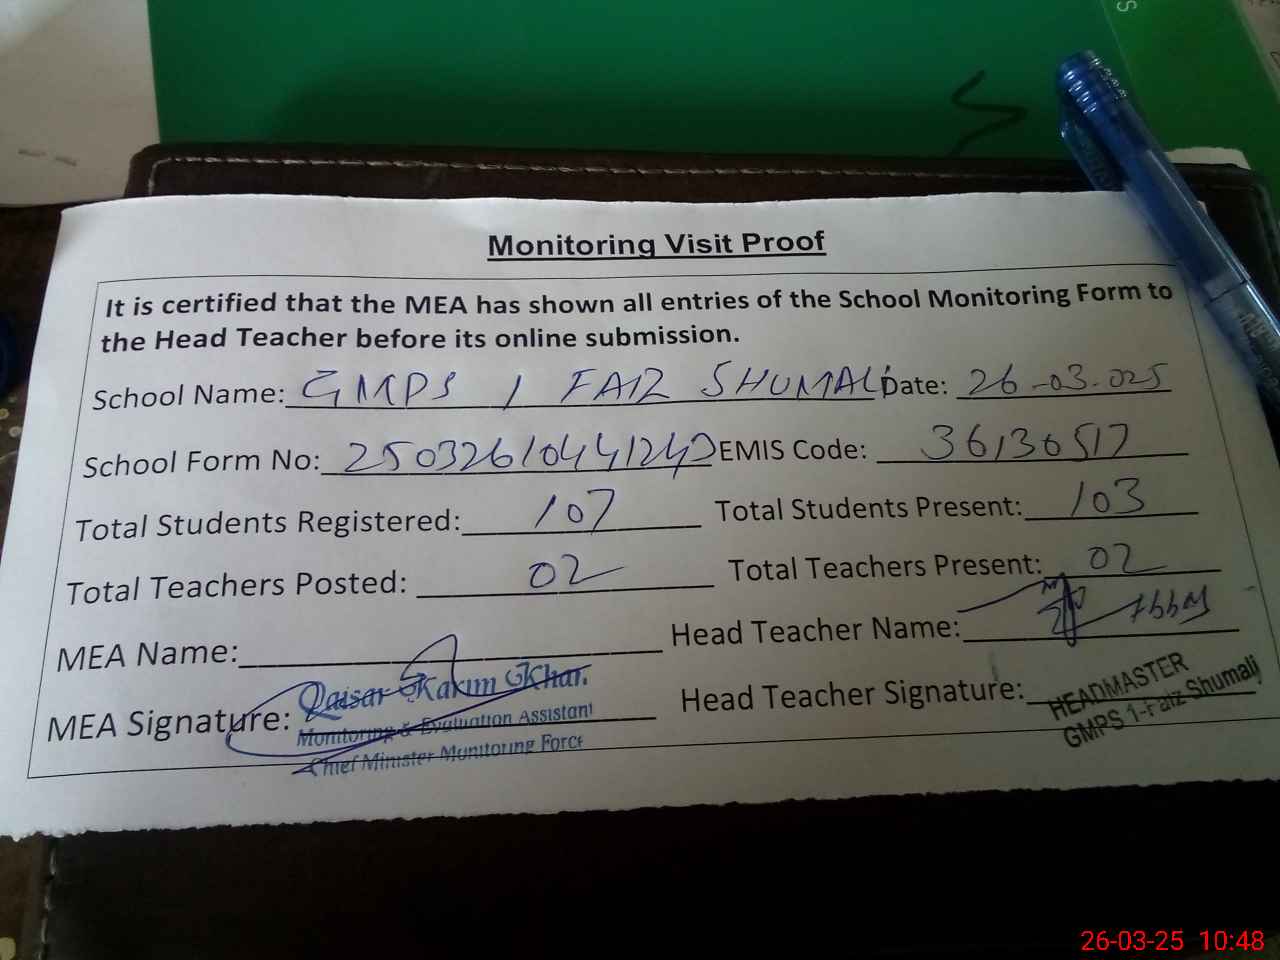 Monitoring Visit Proof
It is certified that the MEA has shown all entries of the School Monitoring Form to
the Head Teacher before its online submission.
School Name: GMPS 1 FAIZ SHUMALI Date: 26-03-025
School Form No: EMIS Code: 36130517
Total Students Registered: 107 Total Students Present: 103
Total Teachers Posted: 02 Total Teachers Present: 02
MEA Name: Head Teacher Name:
MEA Signature: Head Teacher Signature:
Qaisar Kakim Khar.
Monitoring & Evaluation Assistant
Chief Minister Monitoring Force
HEADMASTER
GMPS 1-Faiz Shumali
26-03-25 10:48